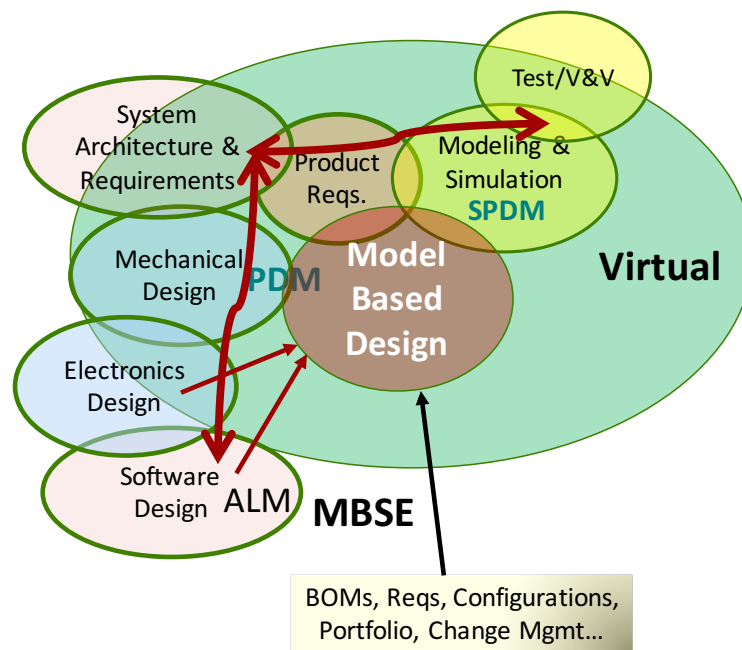 Test/V&V
System
Architecture &
Requirements
Product
Reqs.
Modeling &
Simulation
SPDM
Mechanical
Design
PDM
Model
Based
Design
Virtual
Electronics
Design
Software
Design
ALM
MBSE
BOMs, Reqs, Configurations,
Portfolio, Change Mgmt...